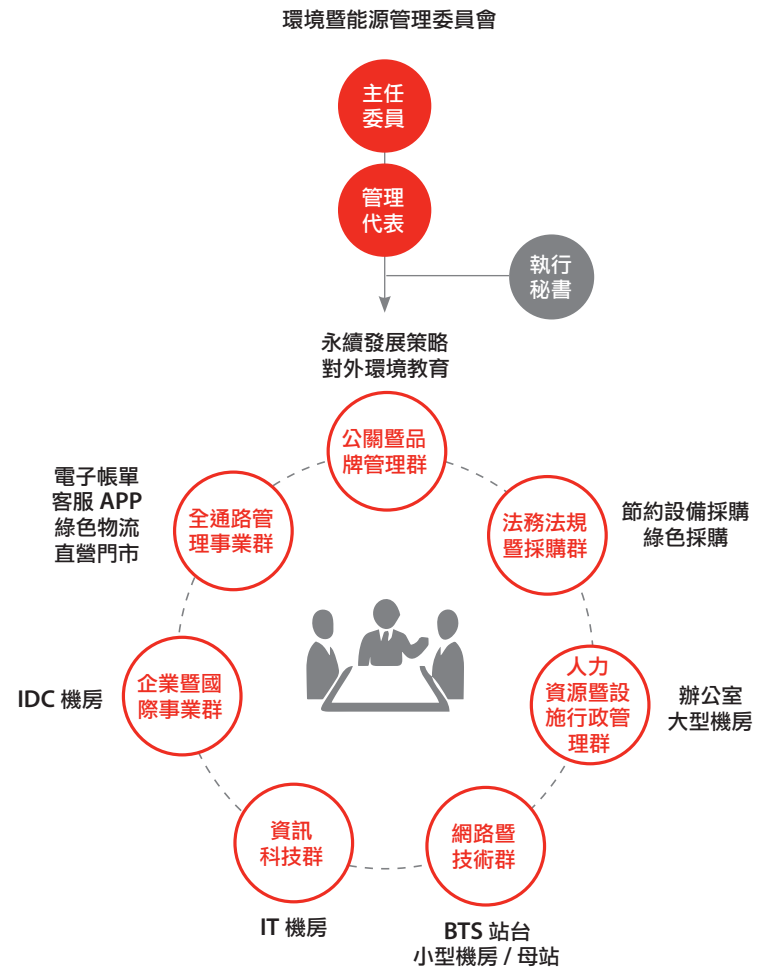 環境暨能源管理委員會
主任
委員
管理
代表
執行
秘書
永續發展策略
對外環境教育
公關暨品
牌管理群
電子帳單
客服 APP
綠色物流
直營門市
全通路管
理事業群
法務法規
暨採購群
節約設備採購
綠色採購
IDC 機房
企業暨國
際事業群
人力
資源暨設
施行政管
理群
辦公室
大型機房
資訊
科技群
IT 機房
網路暨
技術群
BTS 站台
小型機房 / 母站